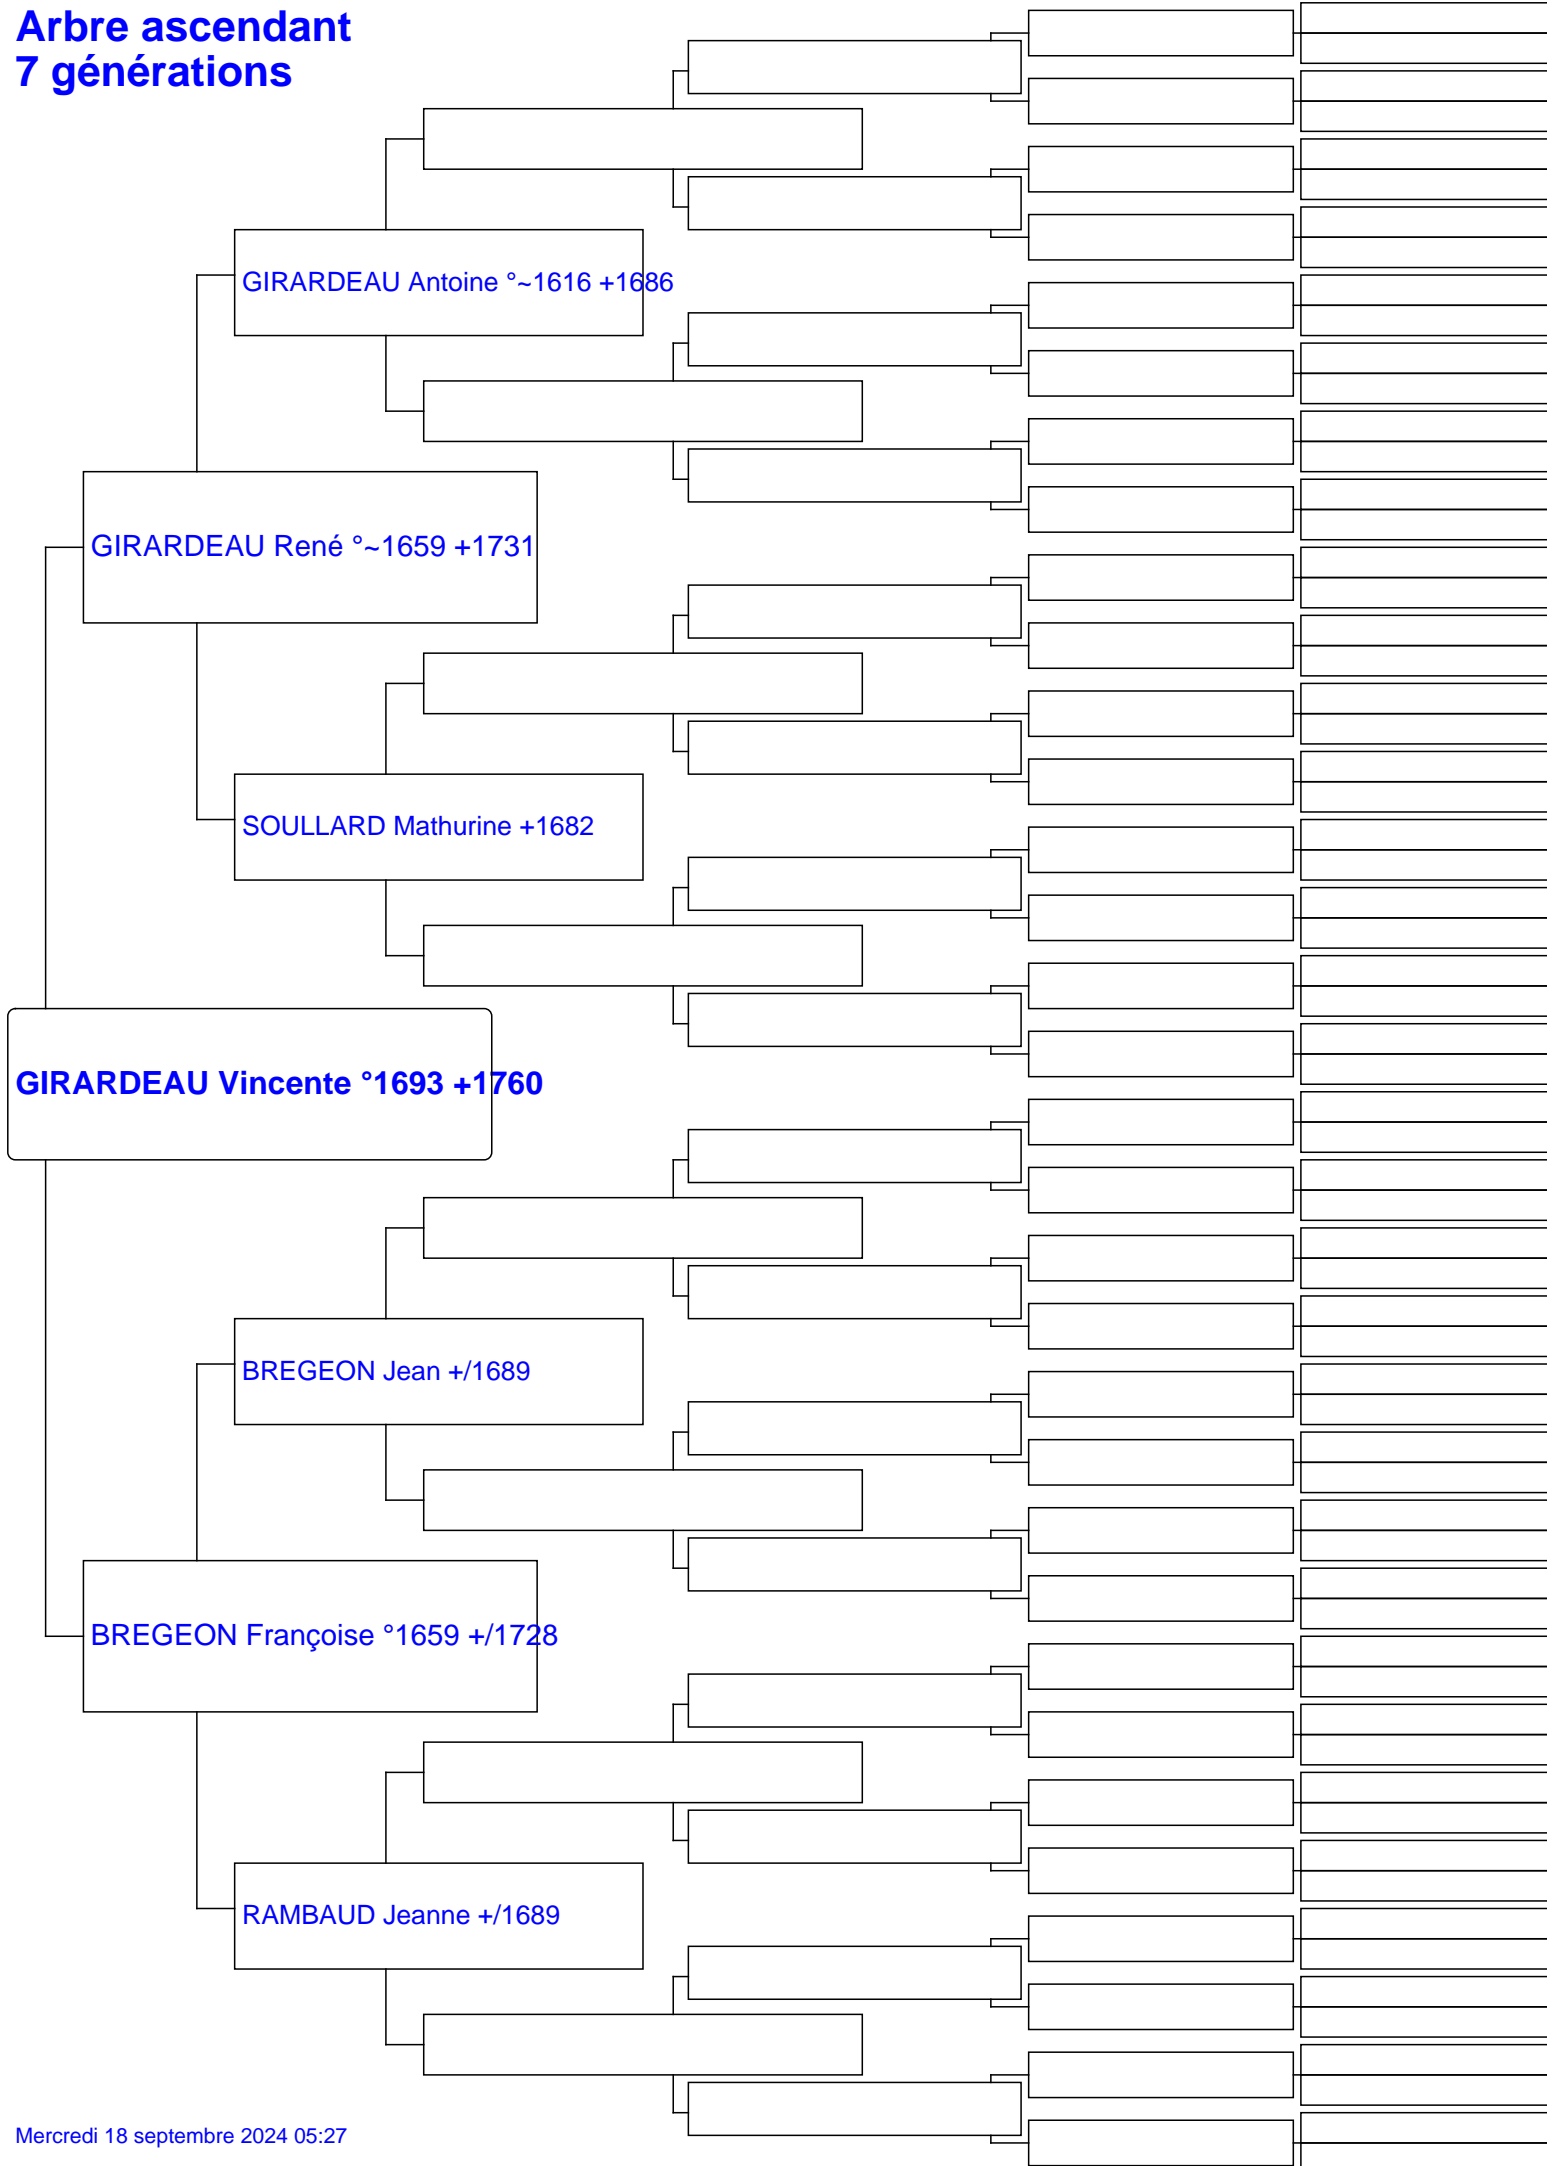 Arbre ascendant
7 générations
GIRARDEAU Antoine °~1616 +1686
GIRARDEAU René °~1659 +1731
SOULLARD Mathurine +1682
GIRARDEAU Vincente °1693 +1760
BREGEON Jean +/1689
BREGEON Françoise °1659 +/1728
RAMBAUD Jeanne +/1689
Mercredi 18 septembre 2024 05:27